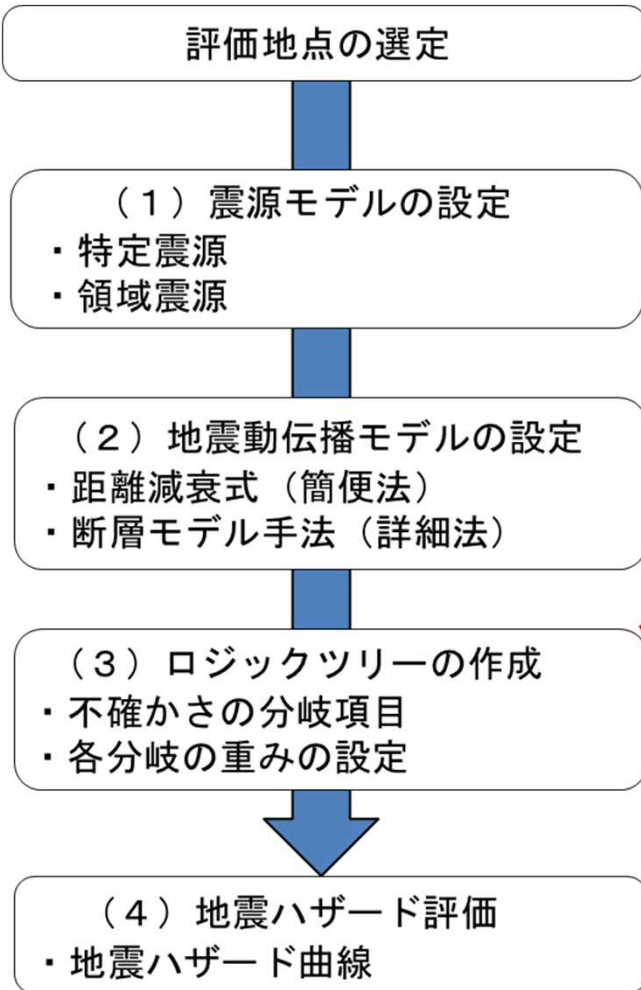 評価地点の選定
（１）震源モデルの設定
・特定震源
・領域震源
（２）地震動伝播モデルの設定
・距離減衰式（簡便法）
・断層モデル手法（詳細法）
（３）ロジックツリーの作成
・不確かさの分岐項目
・各分岐の重みの設定
（４）地震ハザード評価
・地震ハザード曲線